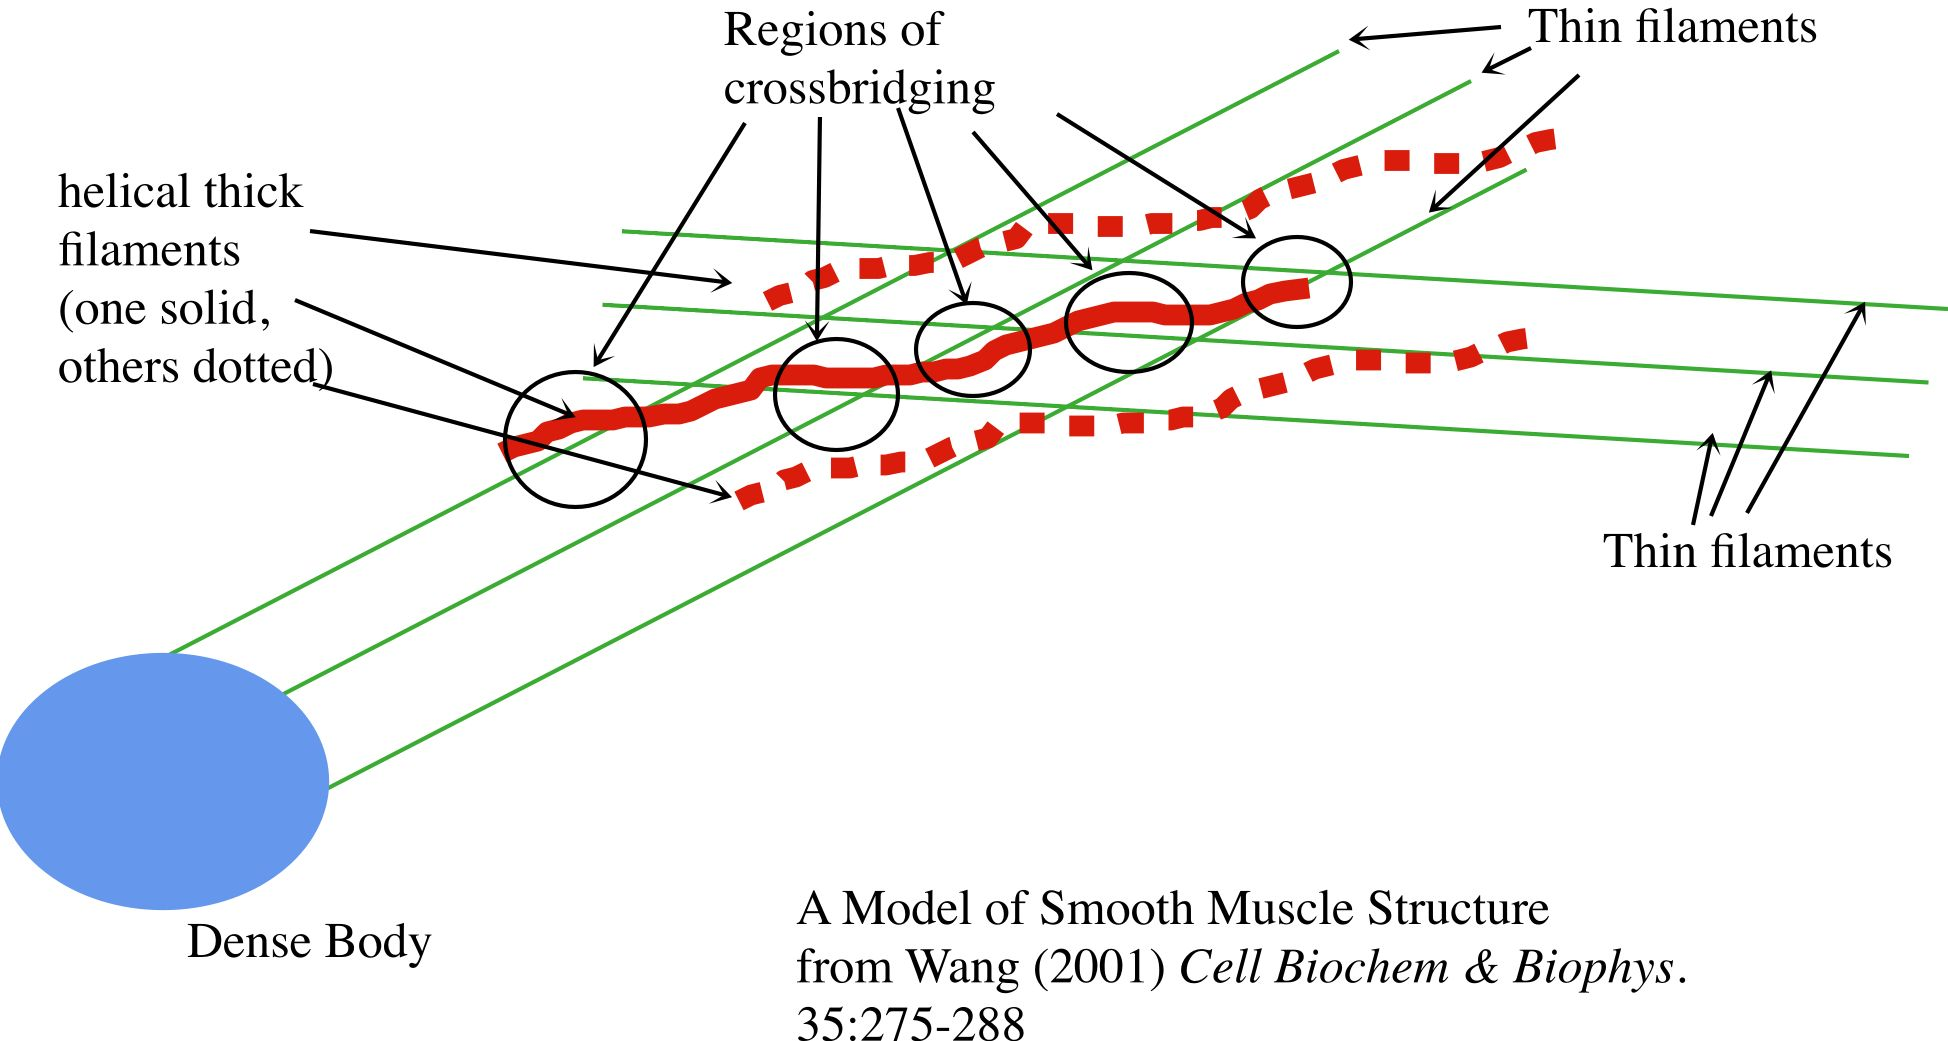 Regions of
crossbridging
Thin filaments
helical thick
filaments
(one solid,
others dotted)
Thin filaments
Dense Body
A Model of Smooth Muscle Structure
from Wang (2001) Cell Biochem & Biophys.
35:275-288